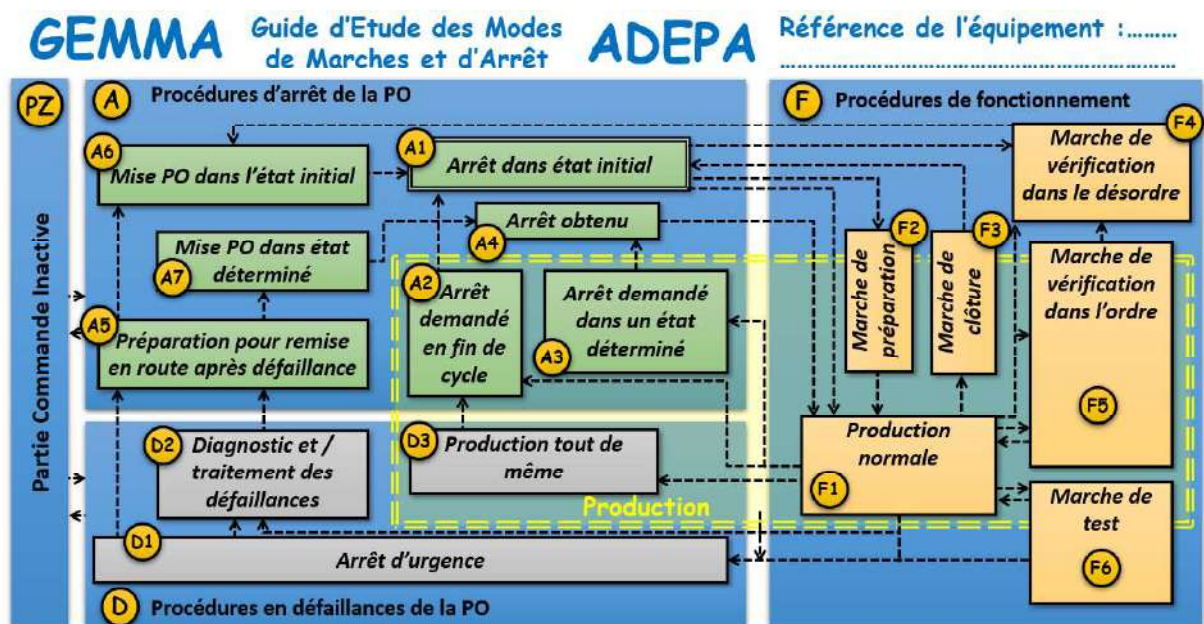 GEMMA
Guide d'Etude des Modes
de Marches et d'Arrêt
ADEPA
Référence de l'équipement :.........
......................................................................
PZ
Partie Commande Inactive
A
Procédures d'arrêt de la PO
A6
Mise PO dans l'état initial
A1
Arrêt dans état initial
A7
Mise PO dans état
déterminé
A4
Arrêt obtenu
A5
Préparation pour remise
en route après défaillance
A2
Arrêt
demandé
en fin de
cycle
A3
Arrêt demandé
dans un état
déterminé
F
Procédures de fonctionnement
F4
Marche de
vérification
dans le désordre
F2
Marche de
préparation
F3
Marche de
clôture
Marche de
vérification
dans l'ordre
F5
Production
normale
F1
Marche de
test
F6
D2
Diagnostic et /
traitement des
défaillances
D3
Production tout de
même
Production
D1
Arrêt d'urgence
D
Procédures en défaillances de la PO